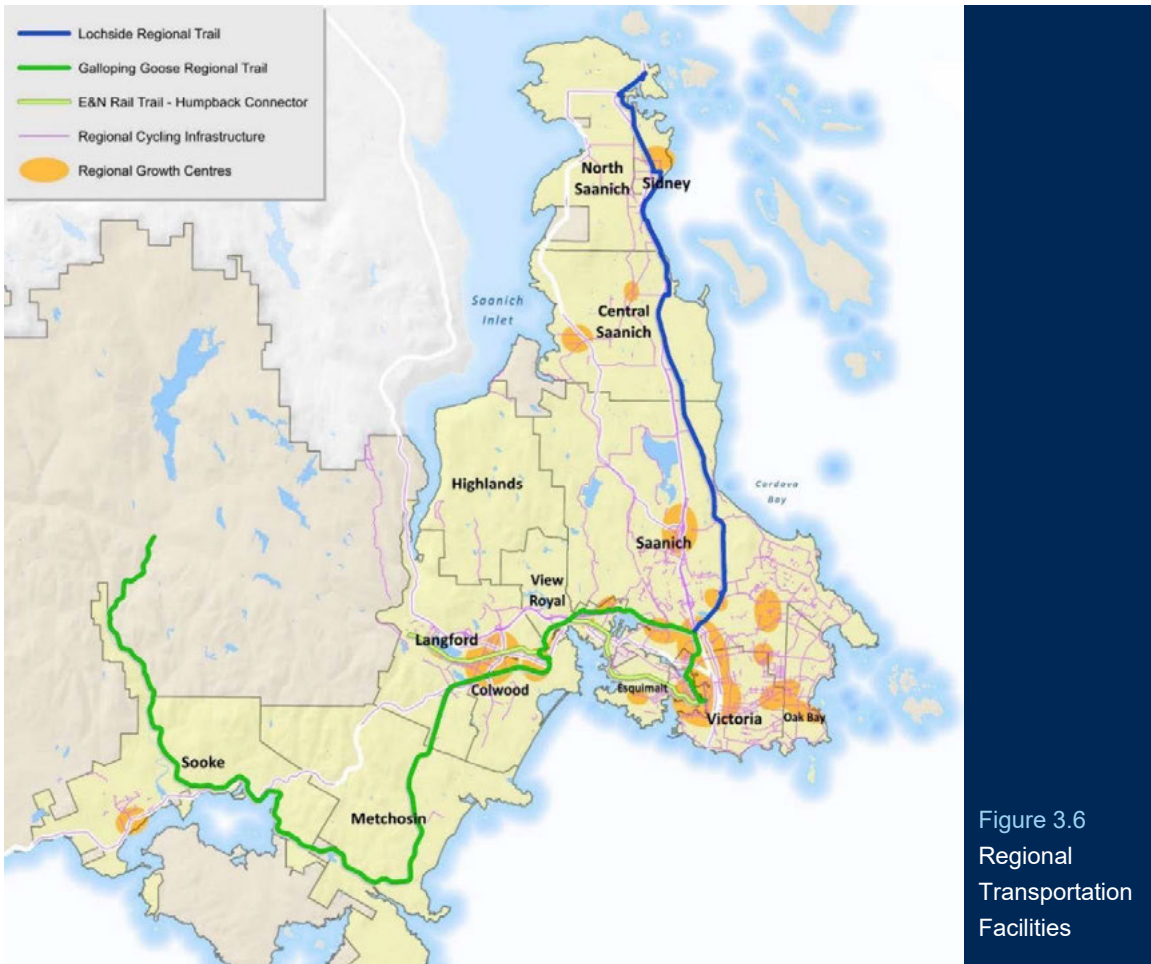 Lochside Regional Trail
Galloping Goose Regional Trail
E&N Rail Trail - Humpback Connector
Regional Cycling Infrastructure
Regional Growth Centres
North
Saanich
Sidney
Saanich
Inlet
Central
Saanich
Highlands
Cordova
Bay
Saanich
View
Royal
Langford
Colwood
Esquimalt
Victoria
Oak Bay
Sooke
Metchosin
Figure 3.6
Regional
Transportation
Facilities